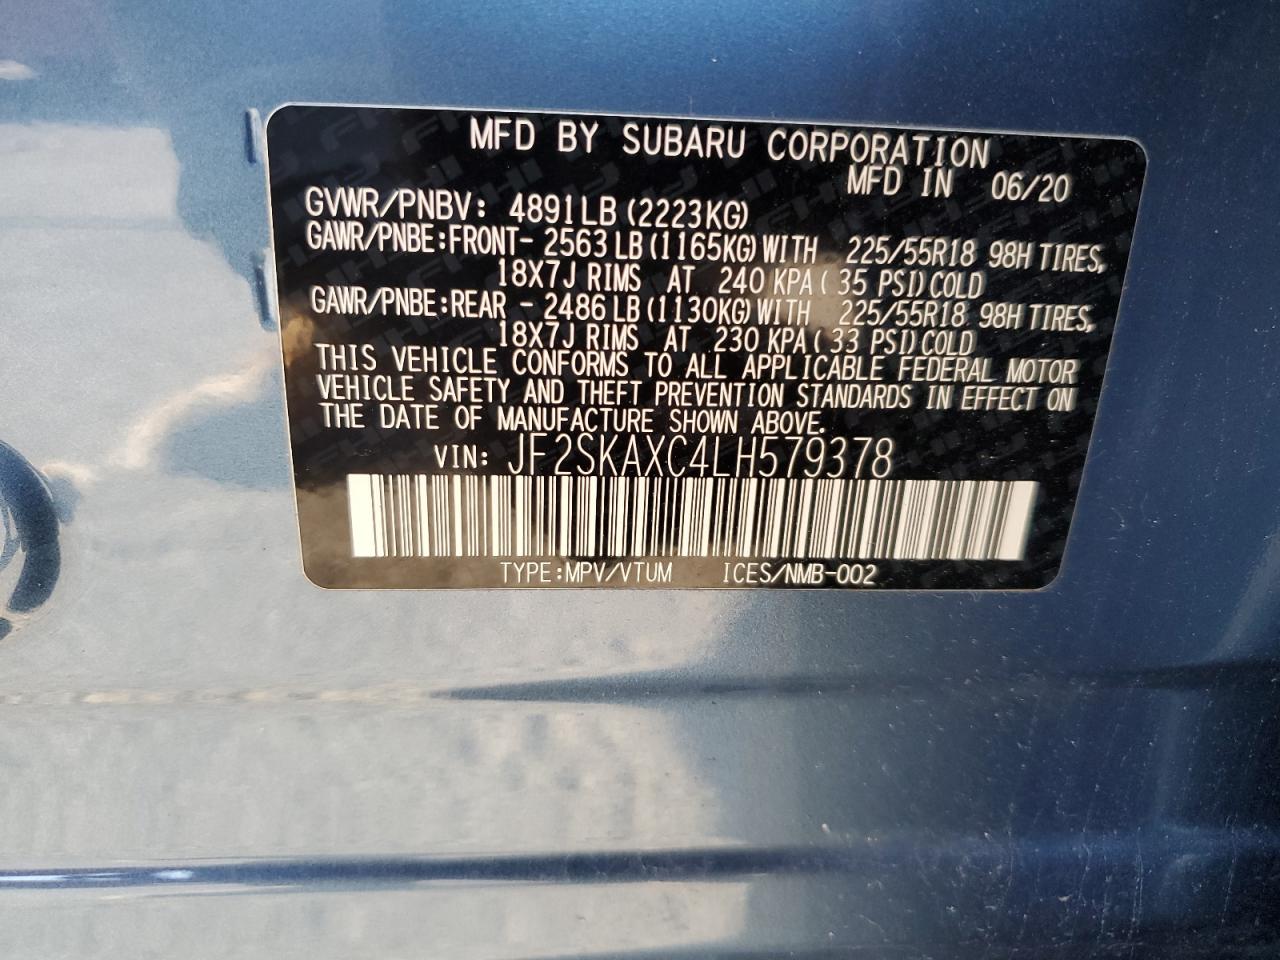 MFD BY SUBARU CORPORATION
MFD IN 06/20
GVWR/PNBV: 4891LB(2223KG)
GAWR/PNBE:FRONT- 2563LB(1165KG)WITH 225/55R18 98H TIRES,
18X7J RIMS AT 240 KPA( 35 PSI)COLD
GAWR/PNBE:REAR - 2486LB(1130KG)WITH 225/55R18 98H TIRES,
18X7J RIMS AT 230 KPA( 33 PSI)COLD
THIS VEHICLE CONFORMS TO ALL APPLICABLE FEDERAL MOTOR
VEHICLE SAFETY AND THEFT PREVENTION STANDARDS IN EFFECT ON
THE DATE OF MANUFACTURE SHOWN ABOVE.
VIN: JF2SKAXC4LH579378
TYPE:MPV/VTUM ICES/NMB-002